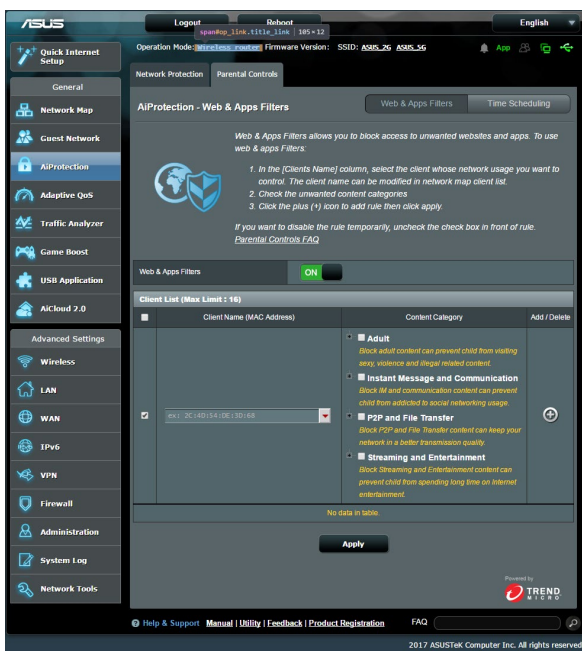 ASUS
Logout
Reboot
English
span#op_link.title_link | 105×12
Operation Mode: Wireless router Firmware Version: SSID: ASUS_2G ASUS_5G
App
Quick Internet
Setup
General
Network Map
Guest Network
AiProtection
Adaptive QoS
Traffic Analyzer
Game Boost
USB Application
AiCloud 2.0
Advanced Settings
Wireless
LAN
WAN
IPv6
VPN
Firewall
Administration
System Log
Network Tools
Network Protection
Parental Controls
AiProtection - Web & Apps Filters
Web & Apps Filters
Time Scheduling
Web & Apps Filters allows you to block access to unwanted websites and apps. To use
web & apps Filters:
1. In the [Clients Name] column, select the client whose network usage you want to
control. The client name can be modified in network map client list.
2. Check the unwanted content categories
3. Click the plus (+) icon to add rule then click apply.
If you want to disable the rule temporarily, uncheck the check box in front of rule.
Parental Controls FAQ
Web & Apps Filters
ON
Client List (Max Limit : 16)
Client Name (MAC Address)
Content Category
Add / Delete
ex: 2C:4D:54:DE:3D:68
Adult
Block adult content can prevent child from visiting
sexy, violence and illegal related content.
Instant Message and Communication
Block IM and communication content can prevent
child from addicted to social networking usage.
P2P and File Transfer
Block P2P and File Transfer content can keep your
network in a better transmission quality.
Streaming and Entertainment
Block Streaming and Entertainment content can
prevent child from spending long time on Internet
entertainment.
No data in table.
Apply
Powered by
TREND
MICRO
Help & Support Manual | Utility | Feedback | Product Registration FAQ
2017 ASUSTeK Computer Inc. All rights reserved